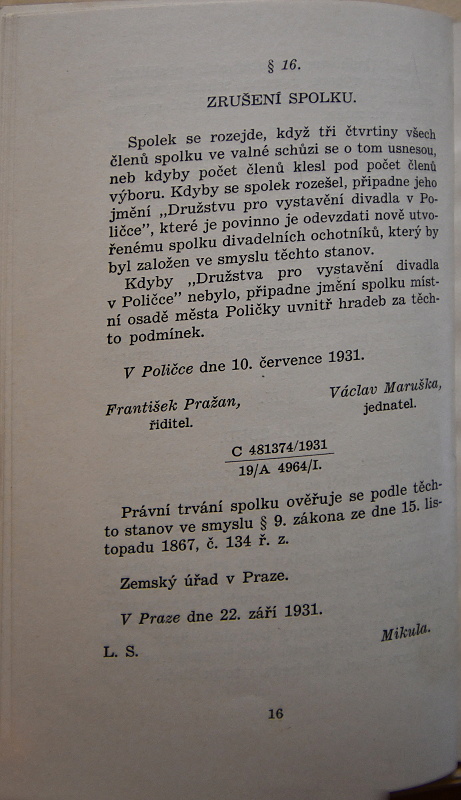 § 16.
ZRUŠENÍ SPOLKU.
Spolek se rozejde, když tři čtvrtiny všech
členů spolku ve valné schůzi se o tom usnesou,
neb kdyby počet členů klesl pod počet členů
výboru. Kdyby se spolek rozešel, připadne jeho
jmění ,,Družstvu pro vystavění divadla v Po-
ličce", které je povinno je odevzdati nově utvo-
řenému spolku divadelních ochotníků, který by
byl založen ve smyslu těchto stanov.
Kdyby ,,Družstva pro vystavění divadla
v Poličce" nebylo, připadne jmění spolku míst-
ní osadě města Poličky uvnitř hradeb za těch-
to podmínek.
V Poličce dne 10. července 1931.
František Pražan,
řiditel.
Václav Maruška,
jednatel.
C 481374/1931
19/A 4964/I.
Právní trvání spolku ověřuje se podle těch-
to stanov ve smyslu § 9. zákona ze dne 15. lis-
topadu 1867, č. 134 ř. z.
Zemský úřad v Praze.
V Praze dne 22. září 1931.
L. S.
Mikula.
16